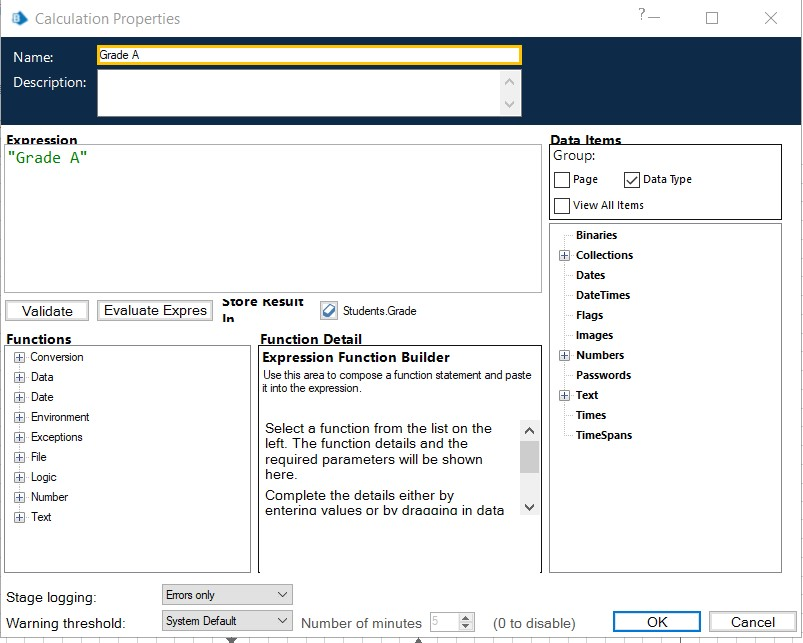 Calculation Properties
?
Name:
Grade A
Description:
Expression
"Grade A"
Data Items
Group:
Page
Data Type
View All Items
Binaries
Collections
Dates
DateTimes
Flags
Images
Numbers
Passwords
Text
Times
TimeSpans
Validate
Evaluate Expres
Store Result
In
Students.Grade
Functions
Conversion
Data
Date
Environment
Exceptions
File
Logic
Number
Text
Function Detail
Expression Function Builder
Use this area to compose a function statement and paste
it into the expression.
Select a function from the list on the
left. The function details and the
required parameters will be shown
here.
Complete the details either by
entering values or by dragging in data
Stage logging:
Errors only
Warning threshold:
System Default
Number of minutes
5
(0 to disable)
OK
Cancel